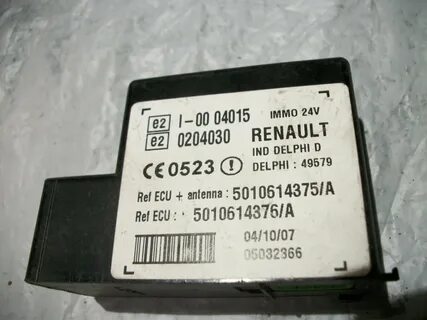 e2 I-00 04015 IMMO 24V
e2 0204030 RENAULT
IND DELPHI D
CE0523! DELPHI : 49579
Ref ECU + antenna : 5010614375/A
Ref ECU : 5010614376/A
04/10/07
05032366